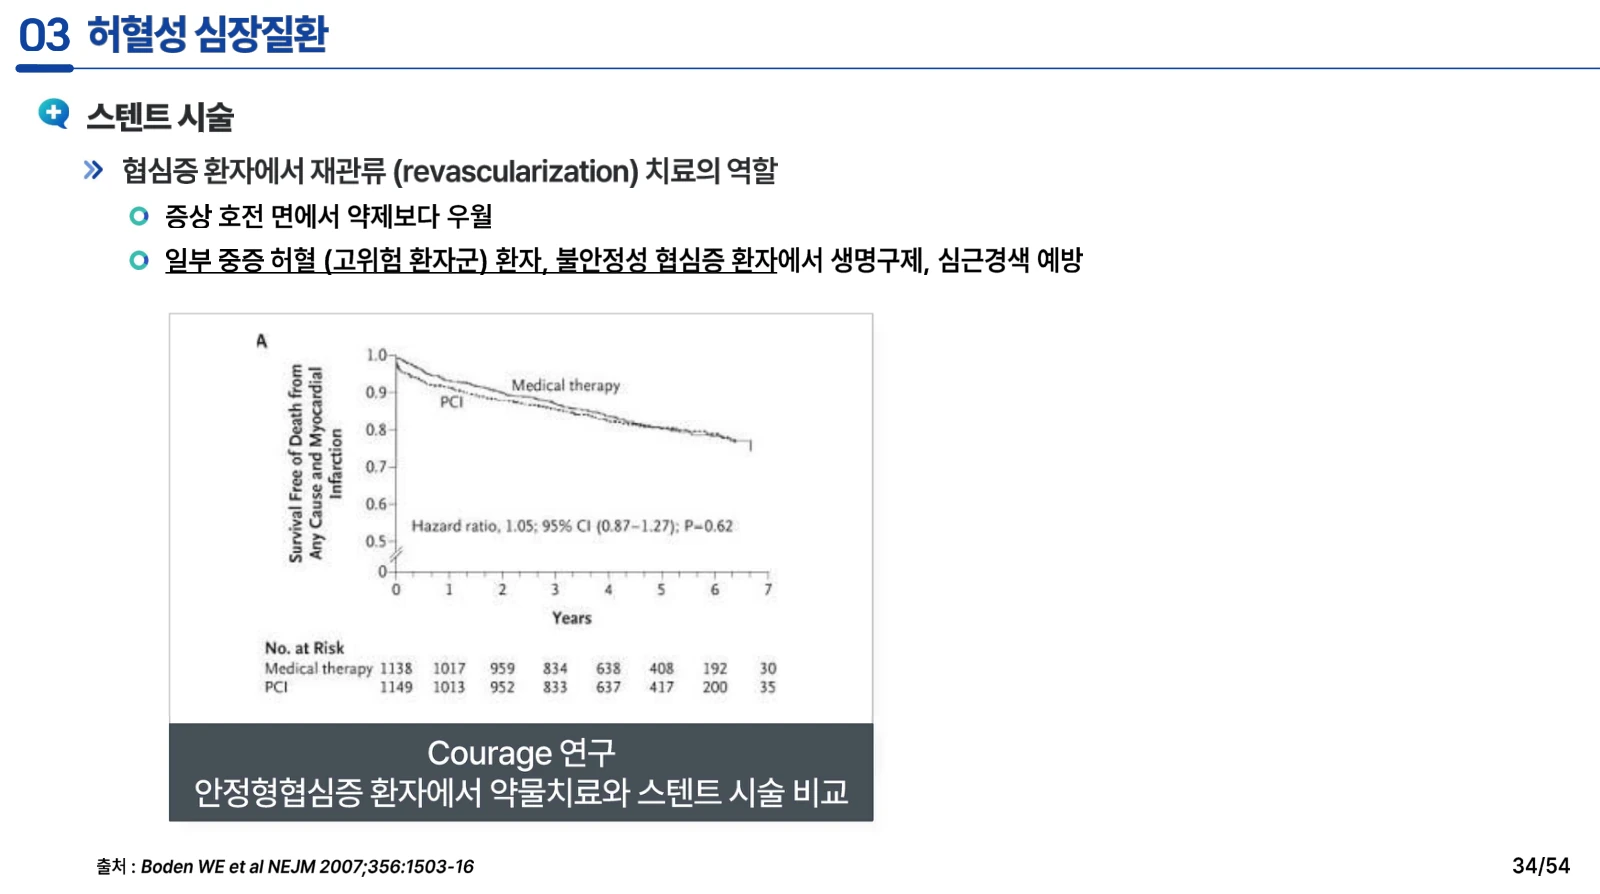 03 허혈성 심장질환
스텐트 시술
협심증 환자에서 재관류 (revascularization) 치료의 역할
증상 호전 면에서 약제보다 우월
일부 중증 허혈 (고위험 환자군) 환자, 불안정성 협심증 환자에서 생명구제, 심근경색 예방
A
Survival Free of Death from
Any Cause and Myocardial
Infarction
1.0
0.9
0.8
0.7
0.6
0.5
0
Medical therapy
PCI
Hazard ratio, 1.05; 95% CI (0.87–1.27); P=0.62
0 1 2 3 4 5 6 7
Years
No. at Risk
Medical therapy 1138 1017 959 834 638 408 192 30
PCI 1149 1013 952 833 637 417 200 35
Courage 연구
안정형협심증 환자에서 약물치료와 스텐트 시술 비교
출처 : Boden WE et al NEJM 2007;356:1503-16
34/54